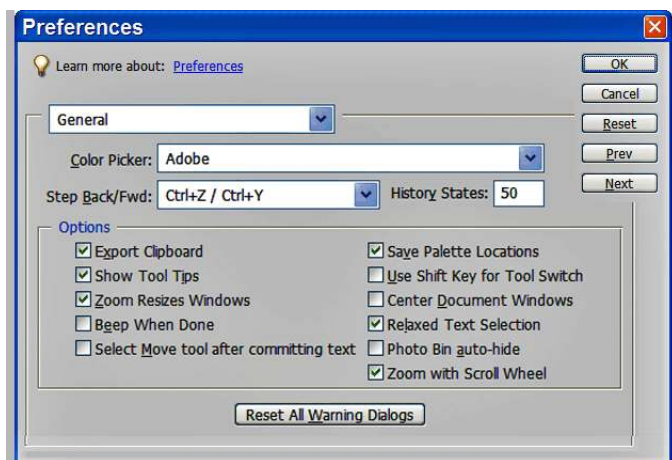 Preferences
Learn more about: Preferences
OK
Cancel
General
Reset
Color Picker: Adobe
Prev
Step Back/Fwd: Ctrl+Z / Ctrl+Y History States: 50
Next
Options
Export Clipboard
Show Tool Tips
Zoom Resizes Windows
Beep When Done
Select Move tool after committing text
Save Palette Locations
Use Shift Key for Tool Switch
Center Document Windows
Relaxed Text Selection
Photo Bin auto-hide
Zoom with Scroll Wheel
Reset All Warning Dialogs